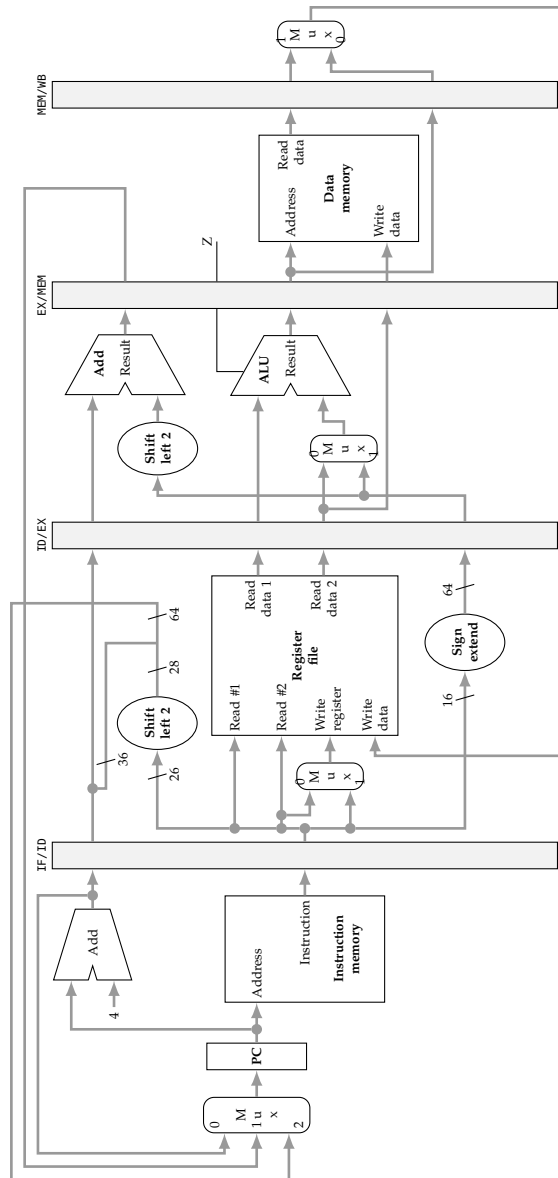 IF/ID
ID/EX
EX/MEM
MEM/WB
0
M
1 u
x
2
PC
4
Add
Address
Instruction
Instruction
memory
26
36
Shift
left 2
28
64
0
M
u
x
1
Read #1
Read #2
Write
register
Write
data
Register
file
Read
data 1
Read
data 2
16
Sign
extend
64
Shift
left 2
Add
Result
0
M
u
x
1
ALU
Result
Z
Address
Write
data
Data
memory
Read
data
1
M
u
x
0